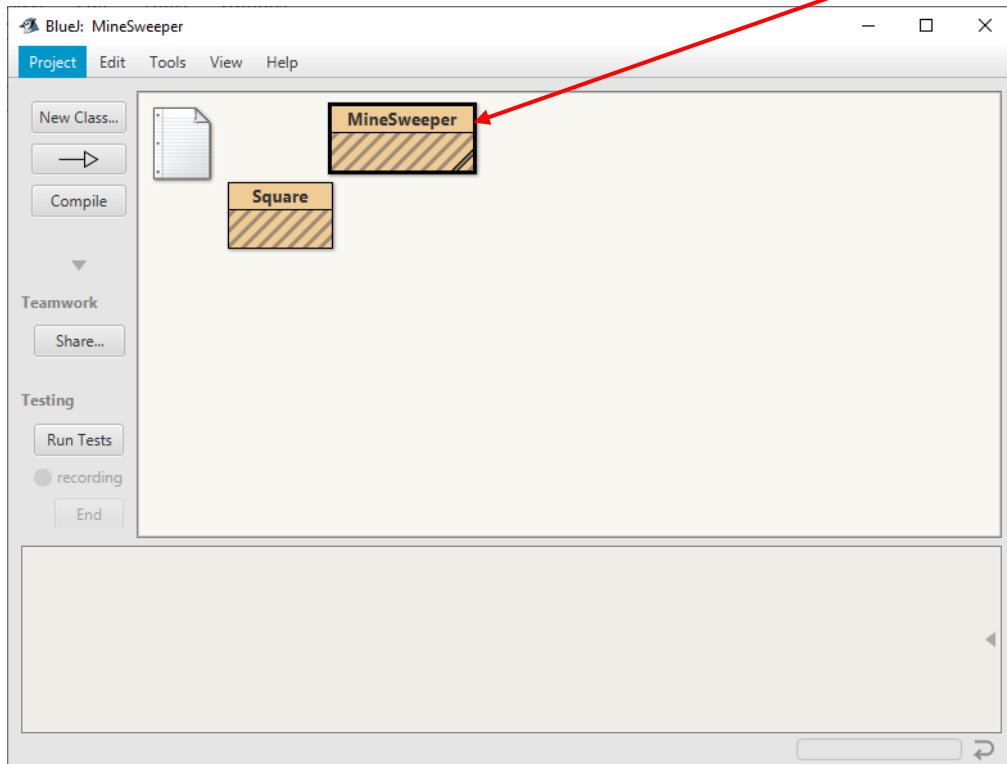 BlueJ: MineSweeper
Project Edit Tools View Help
New Class...
MineSweeper
Compile
Square
Teamwork
Share...
Testing
Run Tests
recording
End